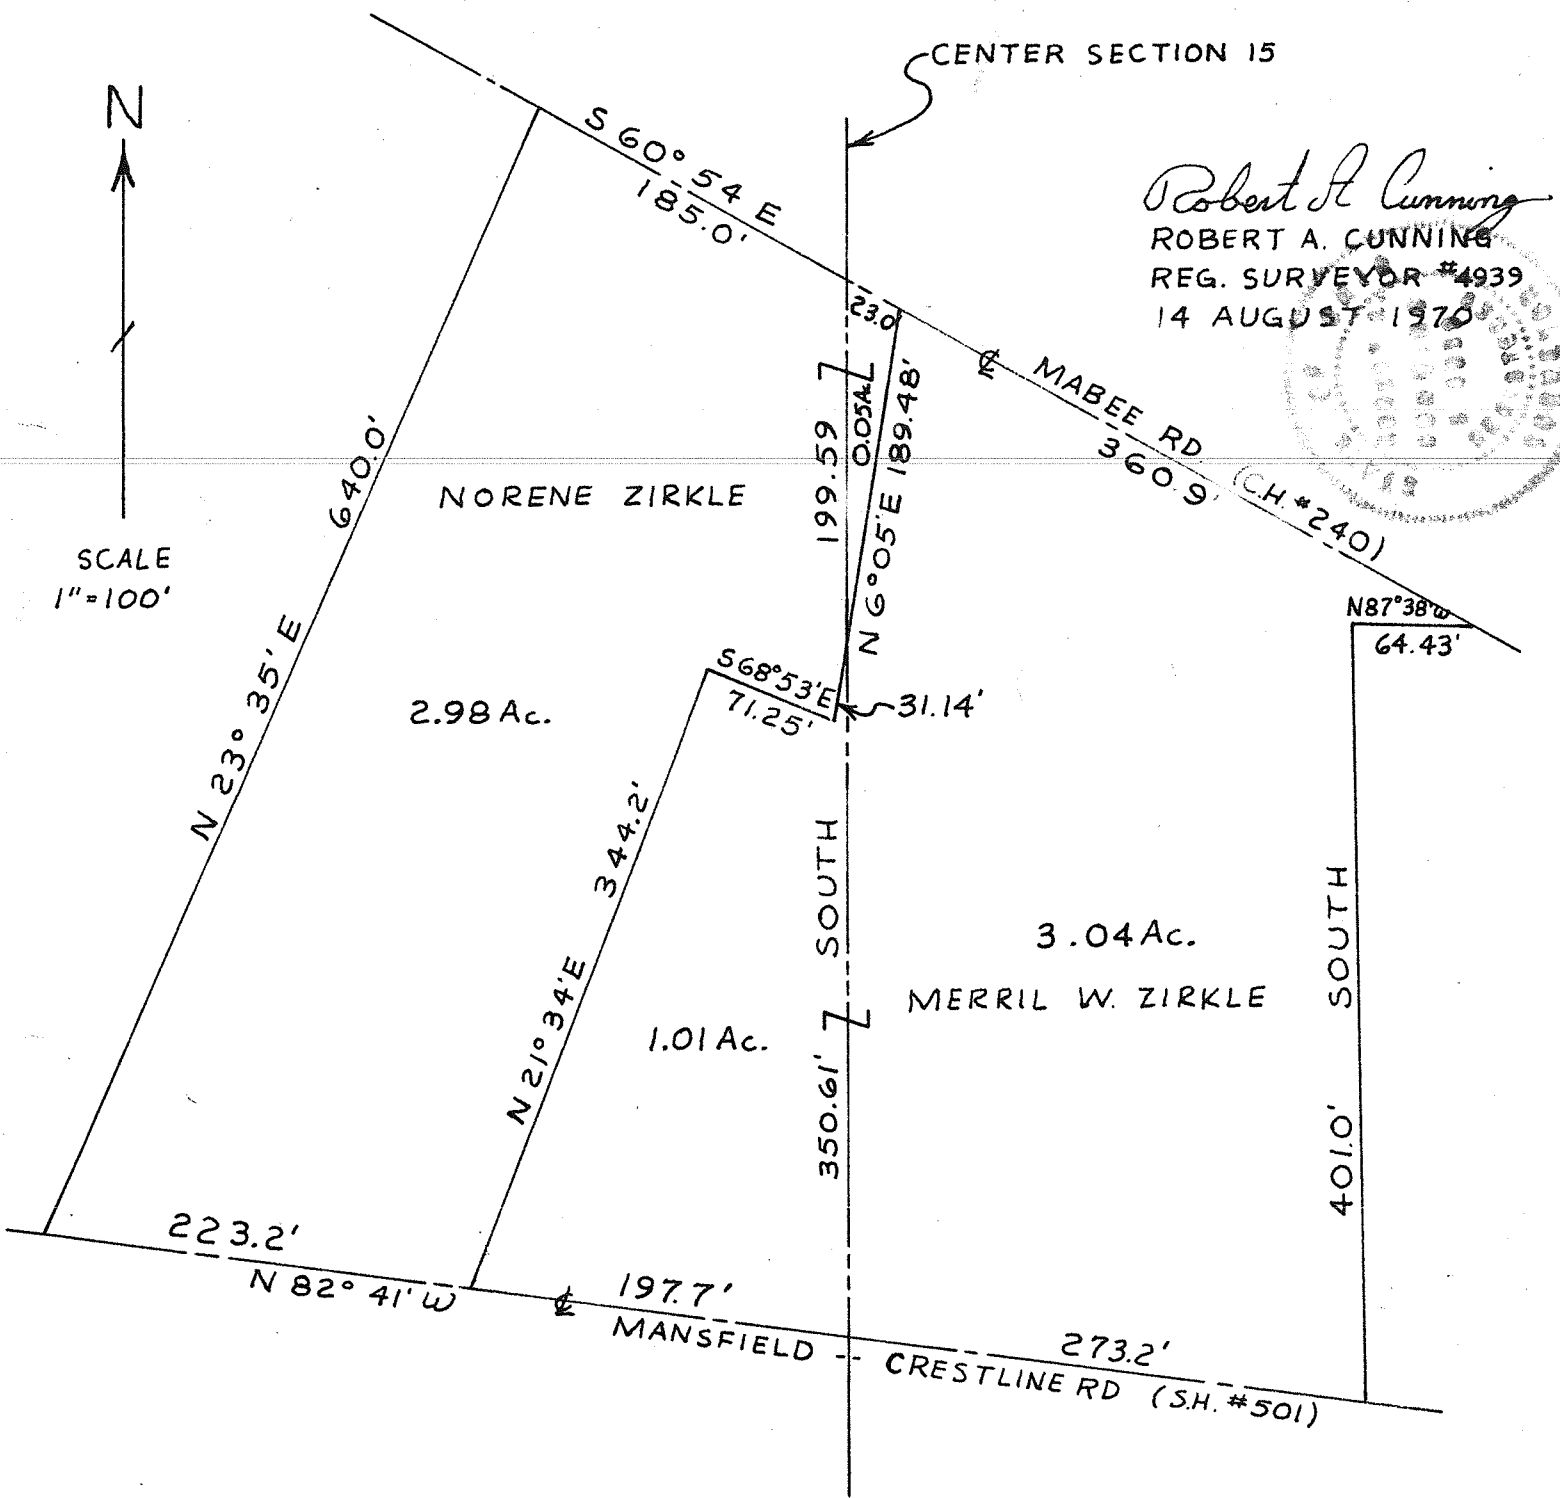 CENTER SECTION 15
N
S 60° 54 E
185.0'
Robert A Cunning
ROBERT A. CUNNING
REG. SURVEYOR #4939
14 AUGUST 1970
23.0
℄ MABEE RD. (C.H. #240)
360.9'
0.05Ac.
199.59
N 6°05'E 189.48'
640.0'
N 23° 35' E
NORENE ZIRKLE
SCALE
1"=100'
N87°38'W
64.43'
S 68°53'E
71.25'
31.14'
2.98 Ac.
344.2'
N 21° 34' E
SOUTH
350.61'
3.04 Ac.
MERRIL W. ZIRKLE
SOUTH
401.0'
1.01 Ac.
223.2'
N 82° 41' W
197.7'
273.2'
℄ MANSFIELD -- CRESTLINE RD (S.H. #501)